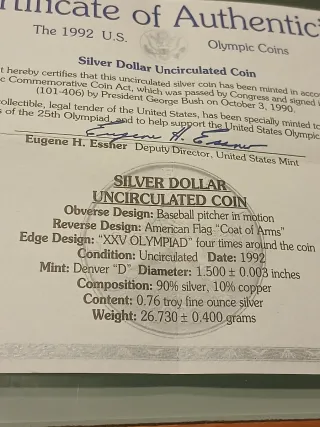 rtificate of Authentic
The 1992 U.S. Olympic Coins
Silver Dollar Uncirculated Coin
t hereby certifies that this uncirculated silver coin has been minted in acco
c Commemorative Coin Act, which was passed by Congress and signed i
(101-406) by President George Bush on October 3, 1990.
ollectible, legal tender of the United States, has been specially minted to
s of the 25th Olympiad, and to help support the United States Olympic
Eugene H. Essner
Eugene H. Essner Deputy Director, United States Mint
SILVER DOLLAR
UNCIRCULATED COIN
Obverse Design: Baseball pitcher in motion
Reverse Design: American Flag "Coat of Arms"
Edge Design: "XXV OLYMPIAD" four times around the coin
Condition: Uncirculated Date: 1992
Mint: Denver "D" Diameter: 1.500 ± 0.003 inches
Composition: 90% silver, 10% copper
Content: 0.76 troy fine ounce silver
Weight: 26.730 ± 0.400 grams